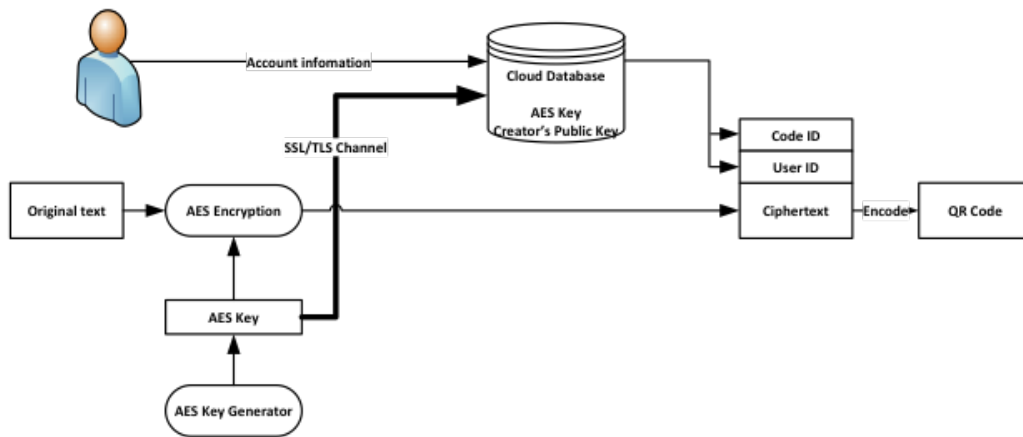 Account infomation
Cloud Database
AES Key
Creator's Public Key
SSL/TLS Channel
Code ID
User ID
Original text
AES Encryption
Ciphertext
Encode
QR Code
AES Key
AES Key Generator